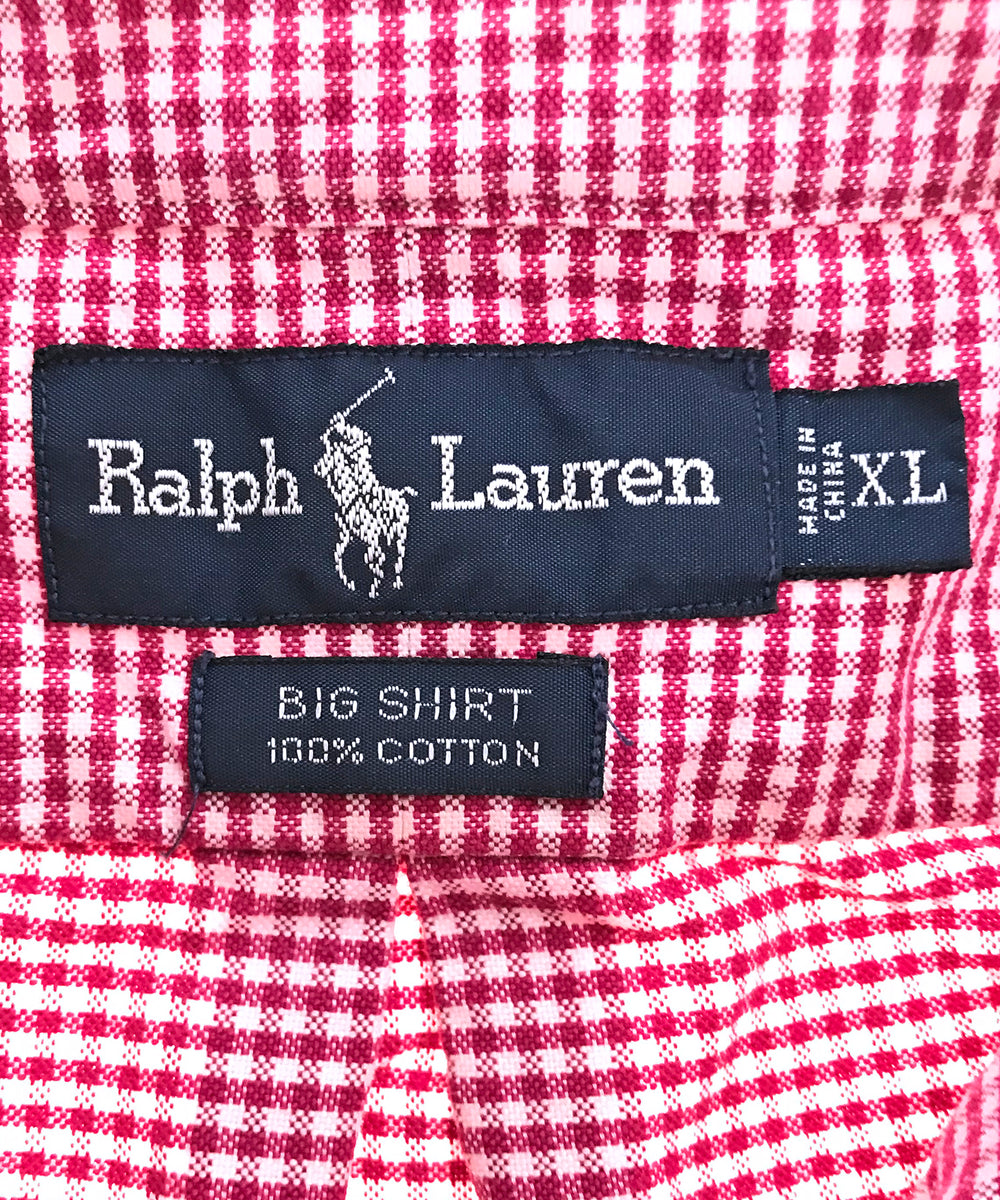 Ralph Lauren
MADE IN
CHINA
XL
BIG SHIRT
100% COTTON